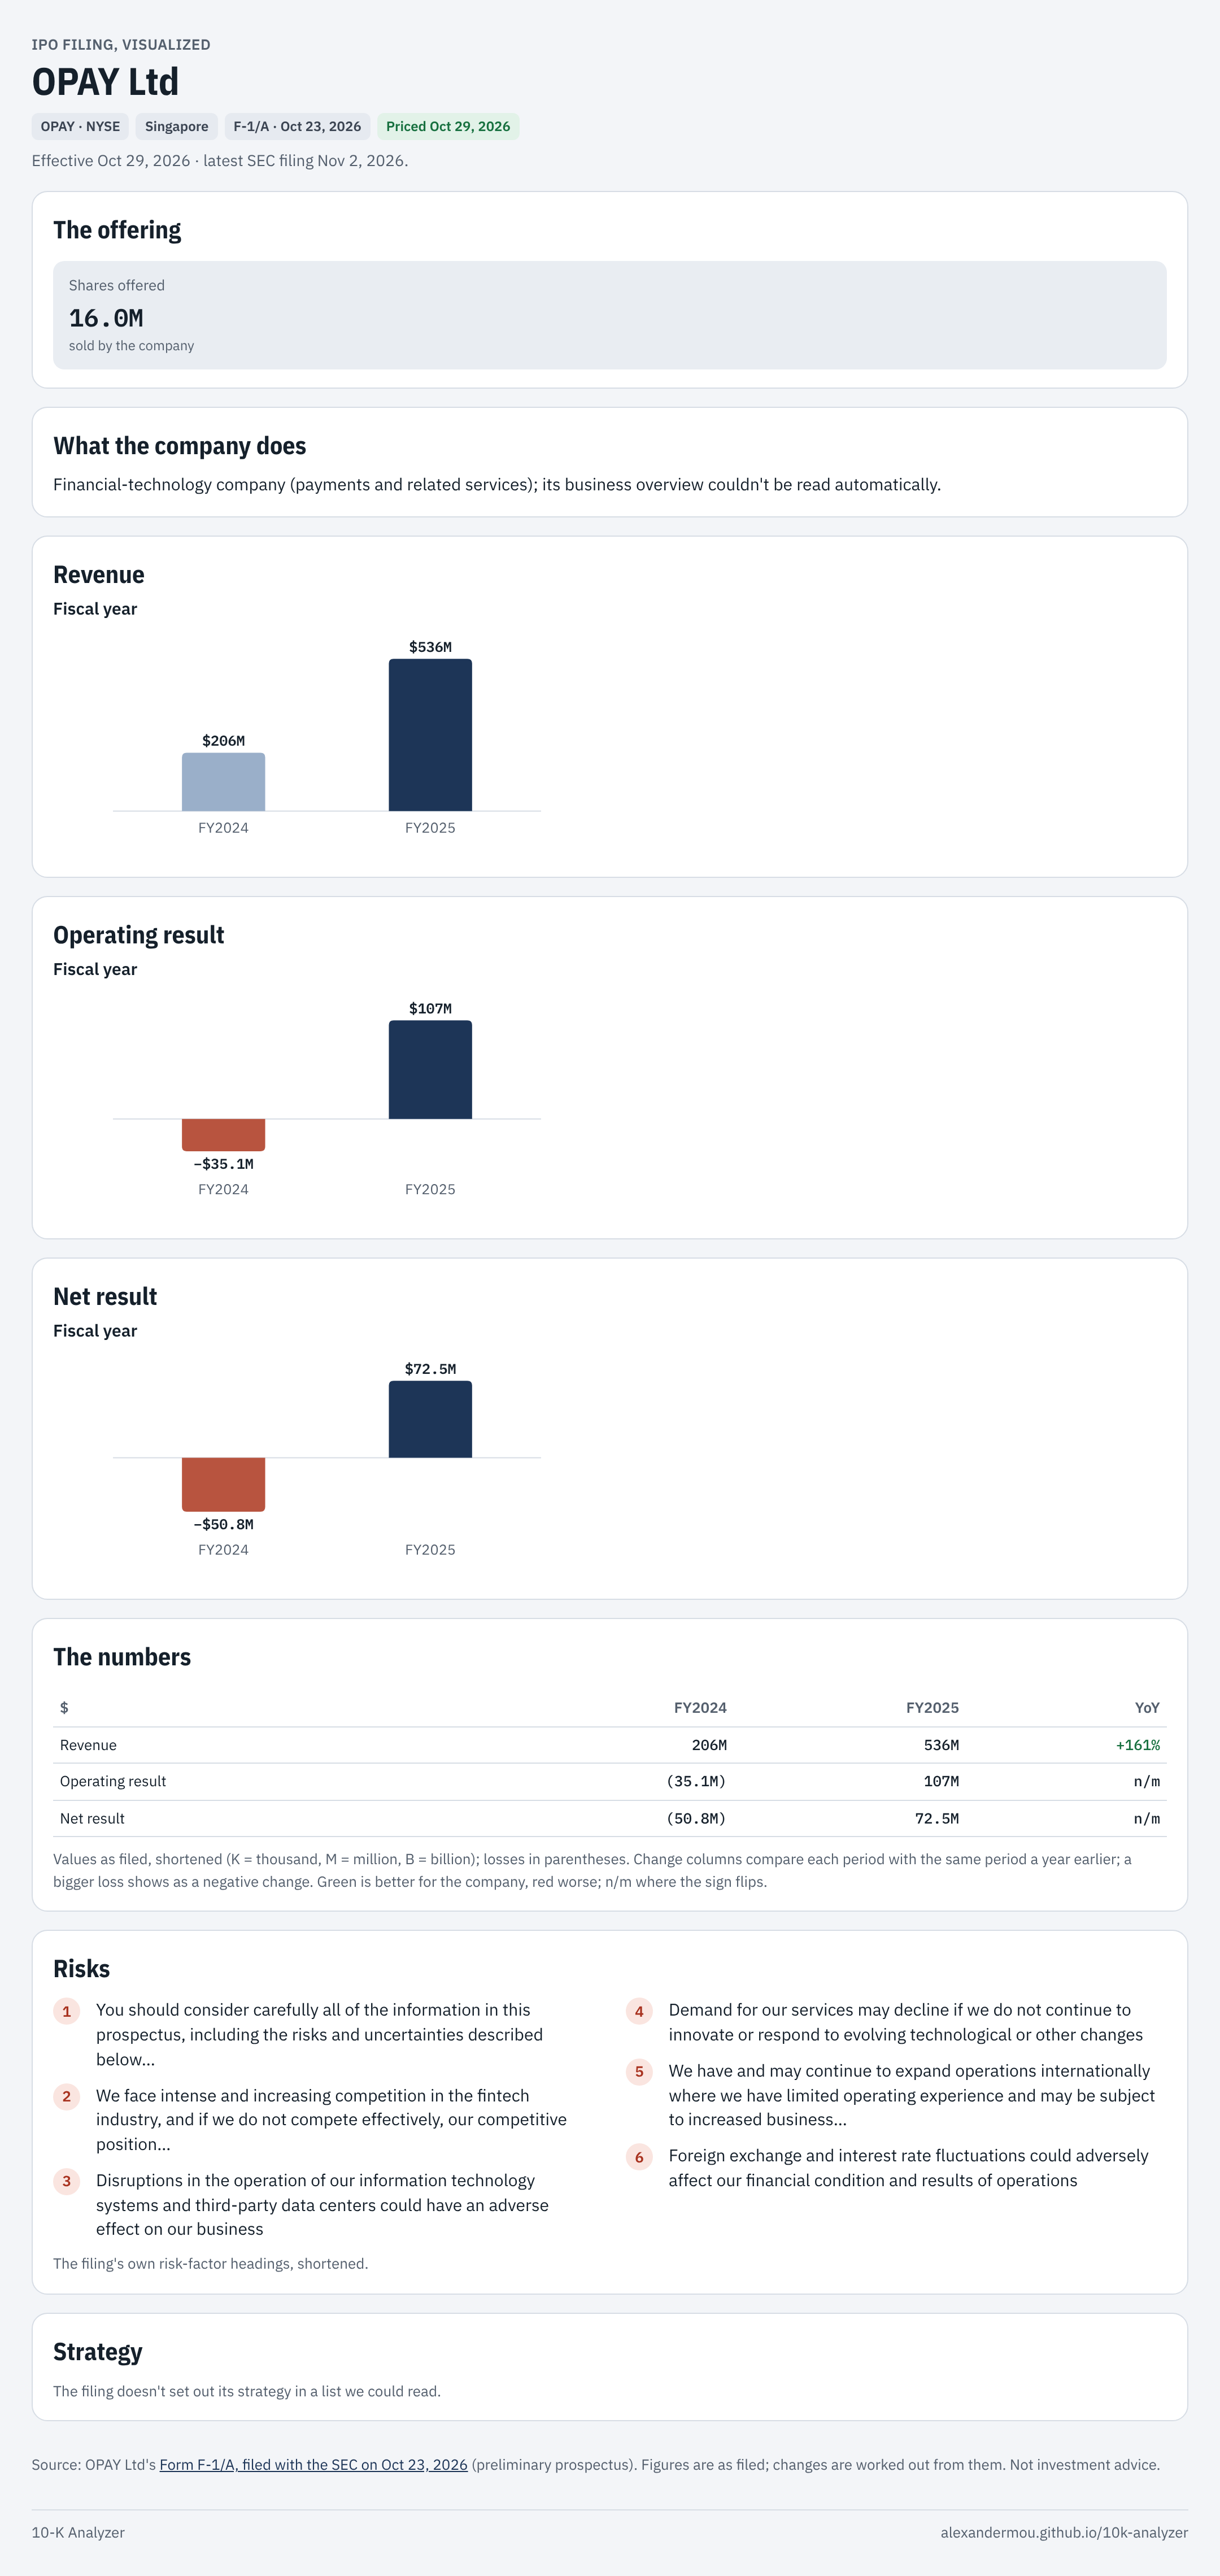 IPO FILING, VISUALIZED
OPAY Ltd
OPAY · NYSE
Singapore
F-1/A · Oct 23, 2026
Priced Oct 29, 2026
Effective Oct 29, 2026 · latest SEC filing Nov 2, 2026.
The offering
Shares offered
16.0M
sold by the company
What the company does
Financial-technology company (payments and related services); its business overview couldn't be read automatically.
Revenue
Fiscal year
$536M
$206M
FY2024 FY2025
Operating result
Fiscal year
$107M
−$35.1M
FY2024 FY2025
Net result
Fiscal year
$72.5M
−$50.8M
FY2024 FY2025
The numbers
$ FY2024 FY2025 YoY
Revenue 206M 536M +161%
Operating result (35.1M) 107M n/m
Net result (50.8M) 72.5M n/m
Values as filed, shortened (K = thousand, M = million, B = billion); losses in parentheses. Change columns compare each period with the same period a year earlier; a
bigger loss shows as a negative change. Green is better for the company, red worse; n/m where the sign flips.
Risks
1 You should consider carefully all of the information in this
prospectus, including the risks and uncertainties described
below…
2 We face intense and increasing competition in the fintech
industry, and if we do not compete effectively, our competitive
position…
3 Disruptions in the operation of our information technology
systems and third-party data centers could have an adverse
effect on our business
4 Demand for our services may decline if we do not continue to
innovate or respond to evolving technological or other changes
5 We have and may continue to expand operations internationally
where we have limited operating experience and may be subject
to increased business…
6 Foreign exchange and interest rate fluctuations could adversely
affect our financial condition and results of operations
The filing's own risk-factor headings, shortened.
Strategy
The filing doesn't set out its strategy in a list we could read.
Source: OPAY Ltd's Form F-1/A, filed with the SEC on Oct 23, 2026 (preliminary prospectus). Figures are as filed; changes are worked out from them. Not investment advice.
10-K Analyzer
alexandermou.github.io/10k-analyzer